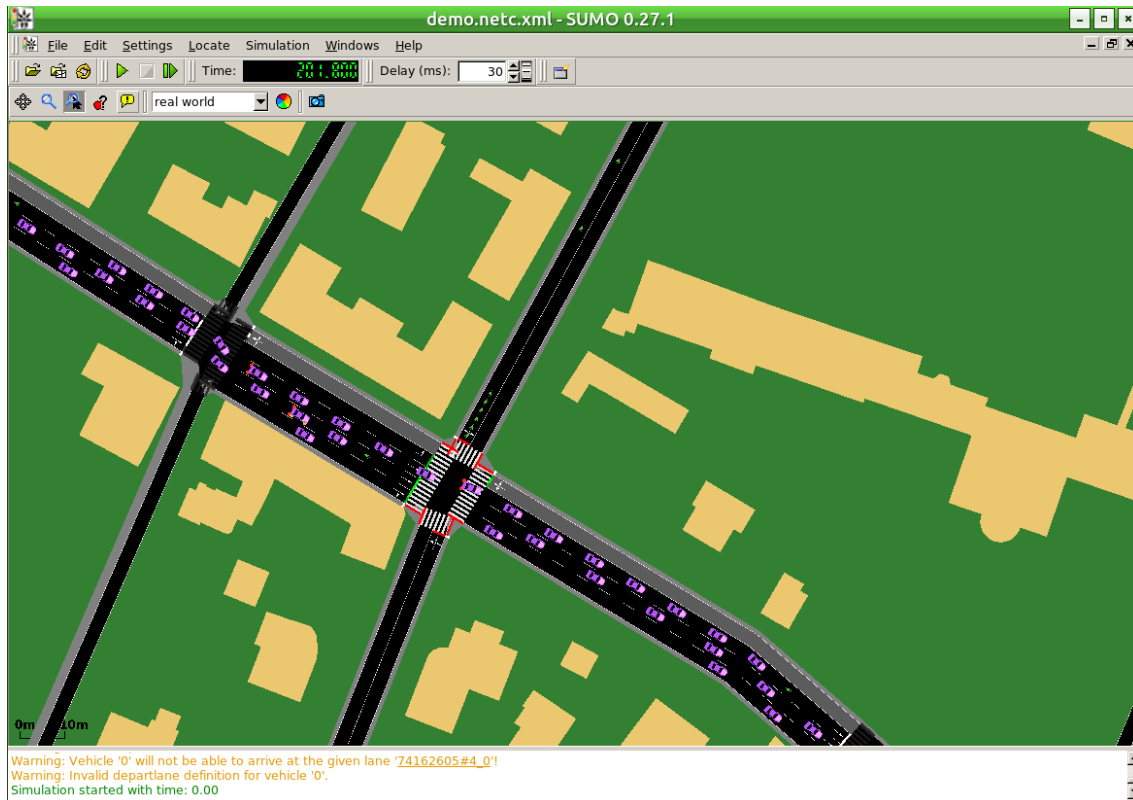 demo.netc.xml - SUMO 0.27.1
File Edit Settings Locate Simulation Windows Help
Time: 201.800 Delay (ms): 30
real world
0m 10m
Warning: Vehicle '0' will not be able to arrive at the given lane '74162605#4_0'!
Warning: Invalid departlane definition for vehicle '0'.
Simulation started with time: 0.00